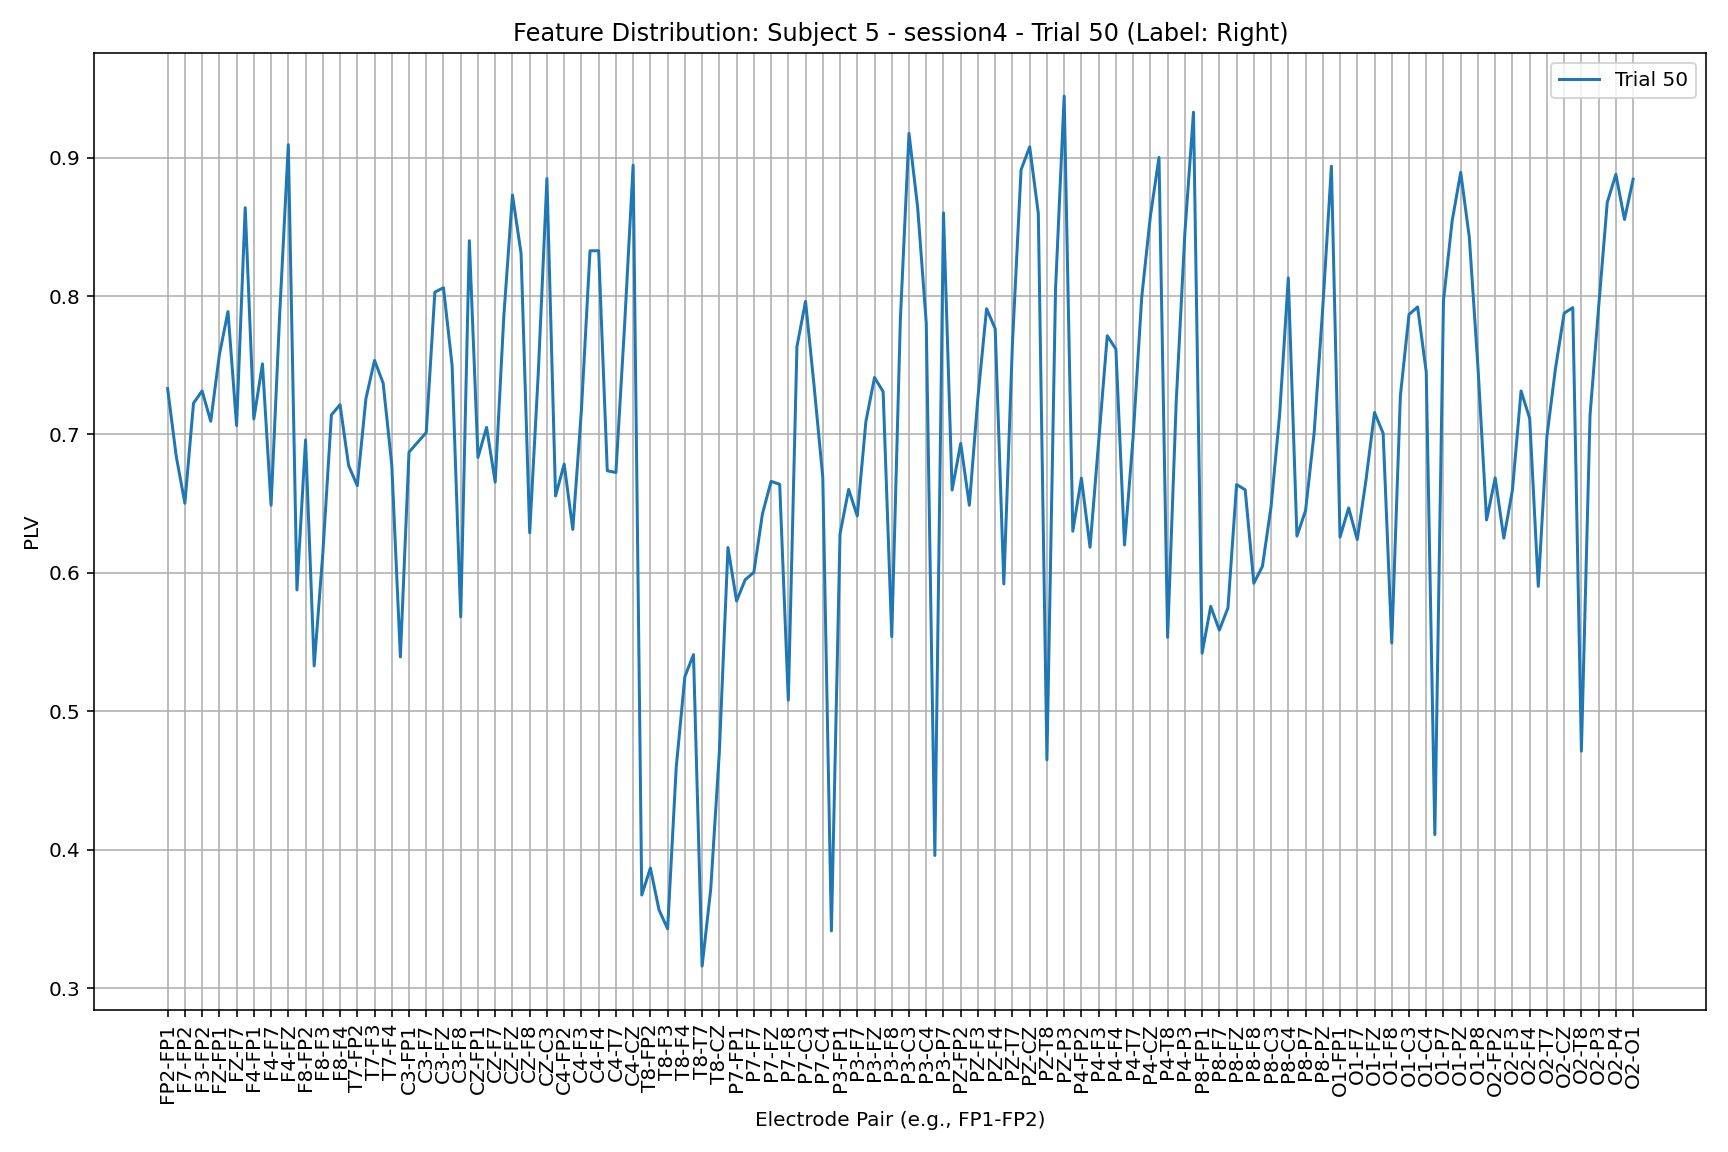 Feature Distribution: Subject 5 - session4 - Trial 50 (Label: Right)
Trial 50
PLV
0.9
0.8
0.7
0.6
0.5
0.4
0.3
FP2-FP1
F7-FP2
F3-FP2
FZ-FP1
FZ-F7
F4-FP1
F4-F7
F4-FZ
F8-FP2
F8-F3
F8-F4
T7-FP2
T7-F3
T7-F4
C3-FP1
C3-F7
C3-FZ
C3-F8
CZ-FP1
CZ-F7
CZ-FZ
CZ-F8
CZ-C3
C4-FP2
C4-F3
C4-F4
C4-T7
C4-CZ
T8-FP2
T8-F3
T8-F4
T8-T7
T8-CZ
P7-FP1
P7-F7
P7-FZ
P7-F8
P7-C3
P7-C4
P3-FP1
P3-F7
P3-FZ
P3-F8
P3-C3
P3-C4
P3-P7
PZ-FP2
PZ-F3
PZ-F4
PZ-T7
PZ-CZ
PZ-T8
PZ-P3
P4-FP2
P4-F3
P4-F4
P4-T7
P4-CZ
P4-T8
P4-P3
P8-FP1
P8-F7
P8-FZ
P8-F8
P8-C3
P8-C4
P8-P7
P8-PZ
O1-FP1
O1-F7
O1-FZ
O1-F8
O1-C3
O1-C4
O1-P7
O1-PZ
O1-P8
O2-FP2
O2-F3
O2-F4
O2-T7
O2-CZ
O2-T8
O2-P3
O2-P4
O2-O1
Electrode Pair (e.g., FP1-FP2)